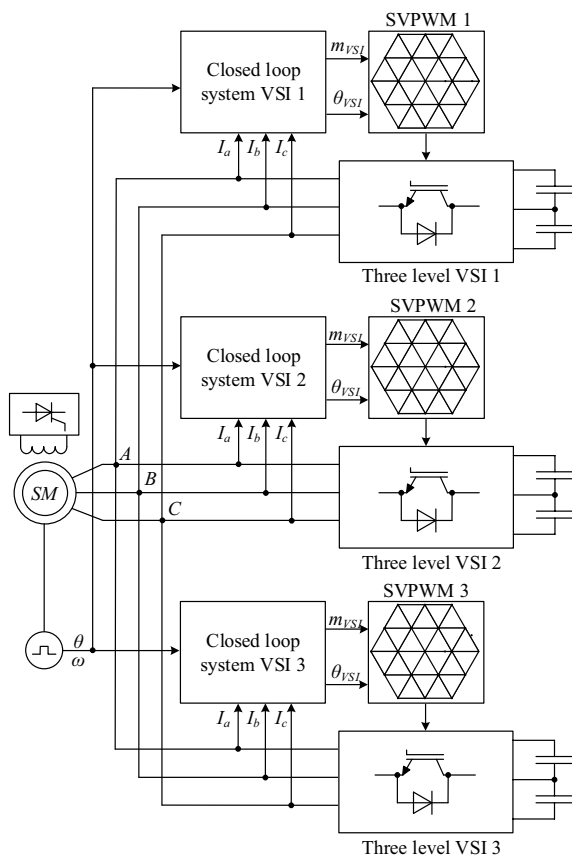 SVPWM 1
Closed loop
system VSI 1
m_VSI
θ_VSI
I_a I_b I_c
Three level VSI 1
SVPWM 2
Closed loop
system VSI 2
m_VSI
θ_VSI
I_a I_b I_c
A
B
SM
C
Three level VSI 2
SVPWM 3
Closed loop
system VSI 3
m_VSI
θ_VSI
θ
ω
I_a I_b I_c
Three level VSI 3